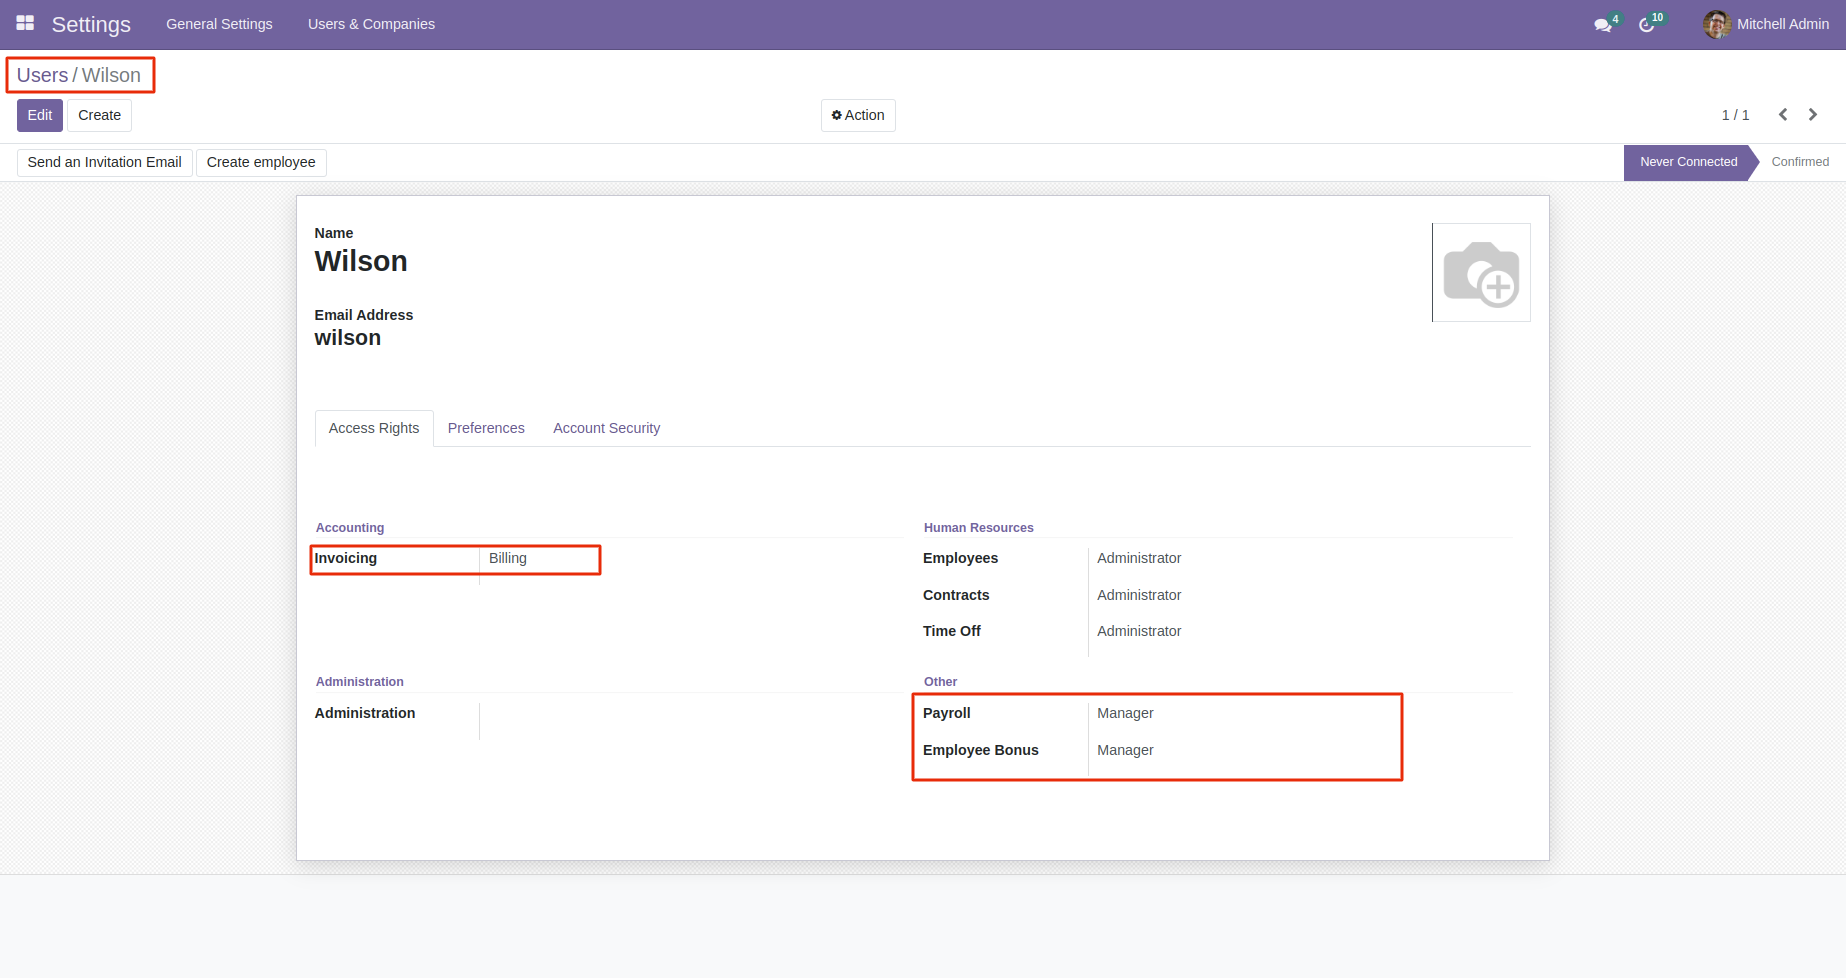 Settings General Settings Users & Companies 4 10 Mitchell Admin
Users / Wilson
Edit Create Action 1 / 1
Send an Invitation Email Create employee Never Connected Confirmed
Name
Wilson
Email Address
wilson
Access Rights Preferences Account Security
Accounting Human Resources
Invoicing Billing Employees Administrator
Contracts Administrator
Time Off Administrator
Administration Other
Administration Payroll Manager
Employee Bonus Manager